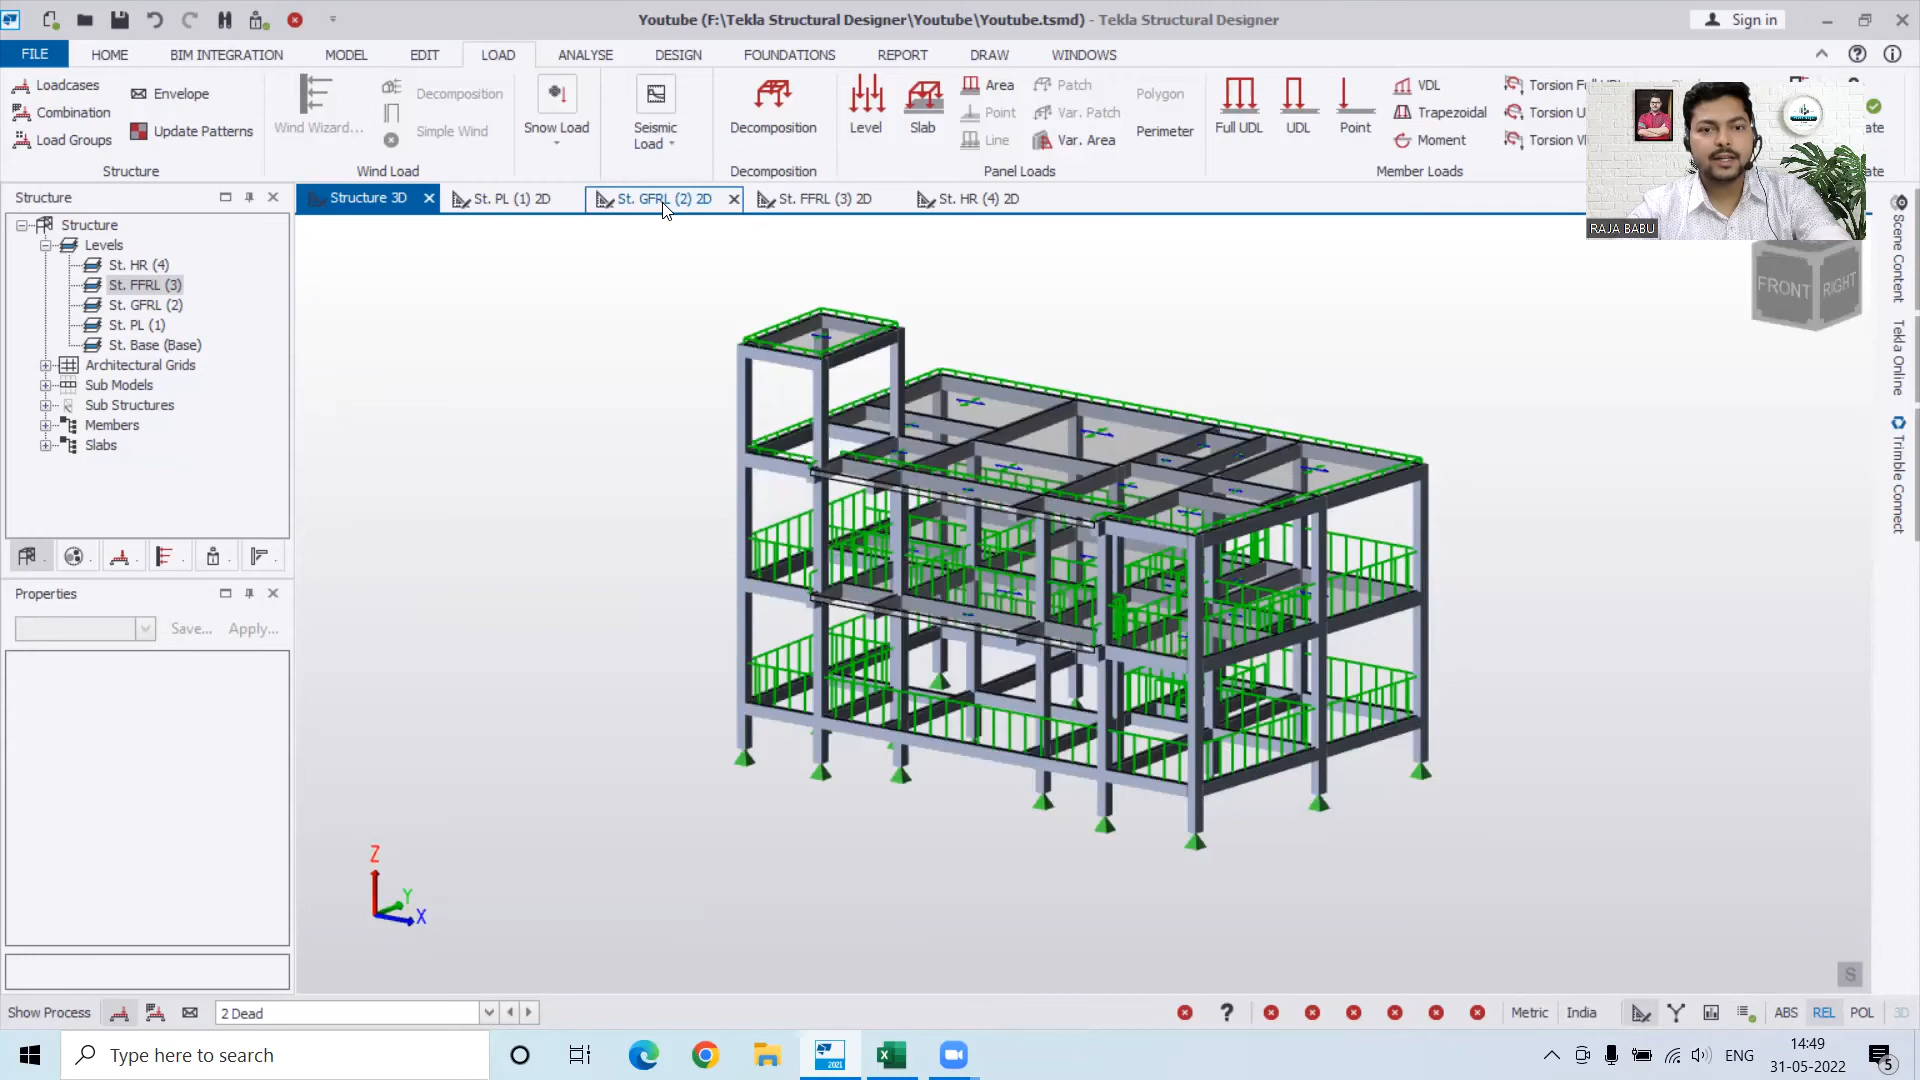 Youtube (F:\Tekla Structural Designer\Youtube\Youtube.tsmd) - Tekla Structural Designer
Sign in
FILE
HOME
BIM INTEGRATION
MODEL
EDIT
LOAD
ANALYSE
DESIGN
FOUNDATIONS
REPORT
DRAW
WINDOWS
Loadcases
Combination
Load Groups
Envelope
Update Patterns
Structure
Wind Wizard...
Decomposition
Simple Wind
Wind Load
Snow Load
Seismic
Load
Decomposition
Decomposition
Level
Slab
Area
Point
Line
Patch
Var. Patch
Var. Area
Polygon
Perimeter
Panel Loads
Full UDL
UDL
Point
VDL
Trapezoidal
Moment
Torsion Fu
Torsion U
Torsion V
Member Loads
RAJA BABU
Structure
Structure 3D
St. PL (1) 2D
St. GFRL (2) 2D
St. FFRL (3) 2D
St. HR (4) 2D
Structure
Levels
St. HR (4)
St. FFRL (3)
St. GFRL (2)
St. PL (1)
St. Base (Base)
Architectural Grids
Sub Models
Sub Structures
Members
Slabs
Properties
Save...
Apply...
FRONT
RIGHT
Scene Content
Tekla Online
Trimble Connect
Z
Y
X
S
Show Process
2 Dead
Metric
India
ABS
REL
POL
3D
Type here to search
2021
ENG
14:49
31-05-2022
5